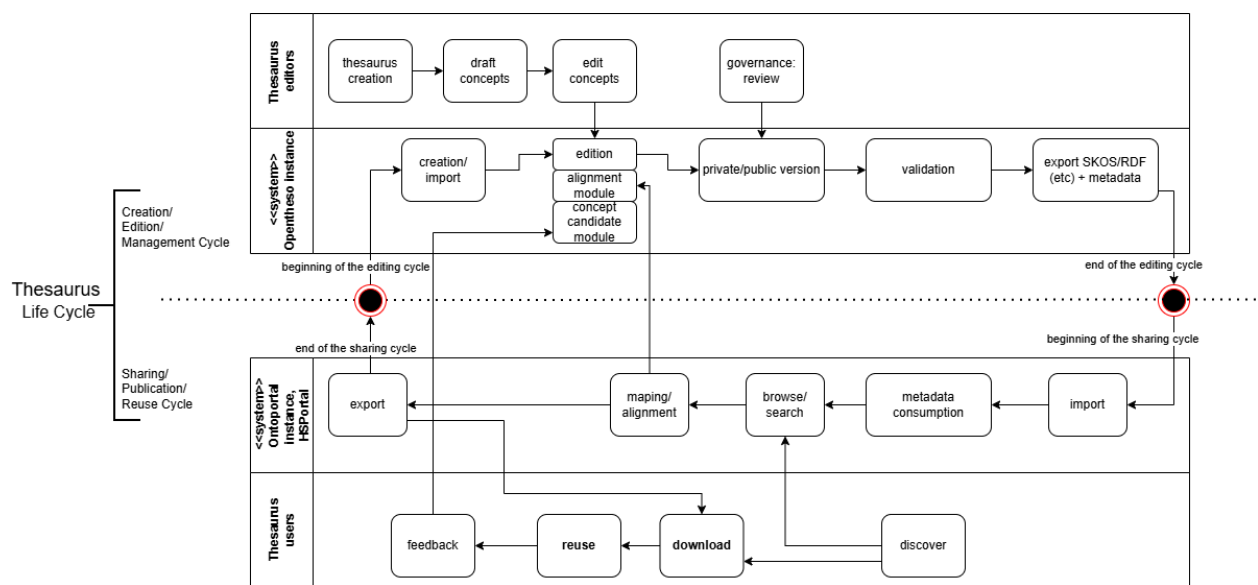 Thesaurus
editors
thesaurus
creation
draft
concepts
edit
concepts
governance:
review
<<system>>
Opentheso instance
creation/
import
edition
alignment
module
concept
candidate
module
private/public version
validation
export SKOS/RDF
(etc) + metadata
Creation/
Edition/
Management Cycle
beginning of the editing cycle
end of the editing cycle
Thesaurus
Life Cycle
end of the sharing cycle
beginning of the sharing cycle
Sharing/
Publication/
Reuse Cycle
<<system>>
Ontoportal
instance,
HSPortal
export
maping/
alignment
browse/
search
metadata
consumption
import
Thesaurus
users
feedback
reuse
download
discover